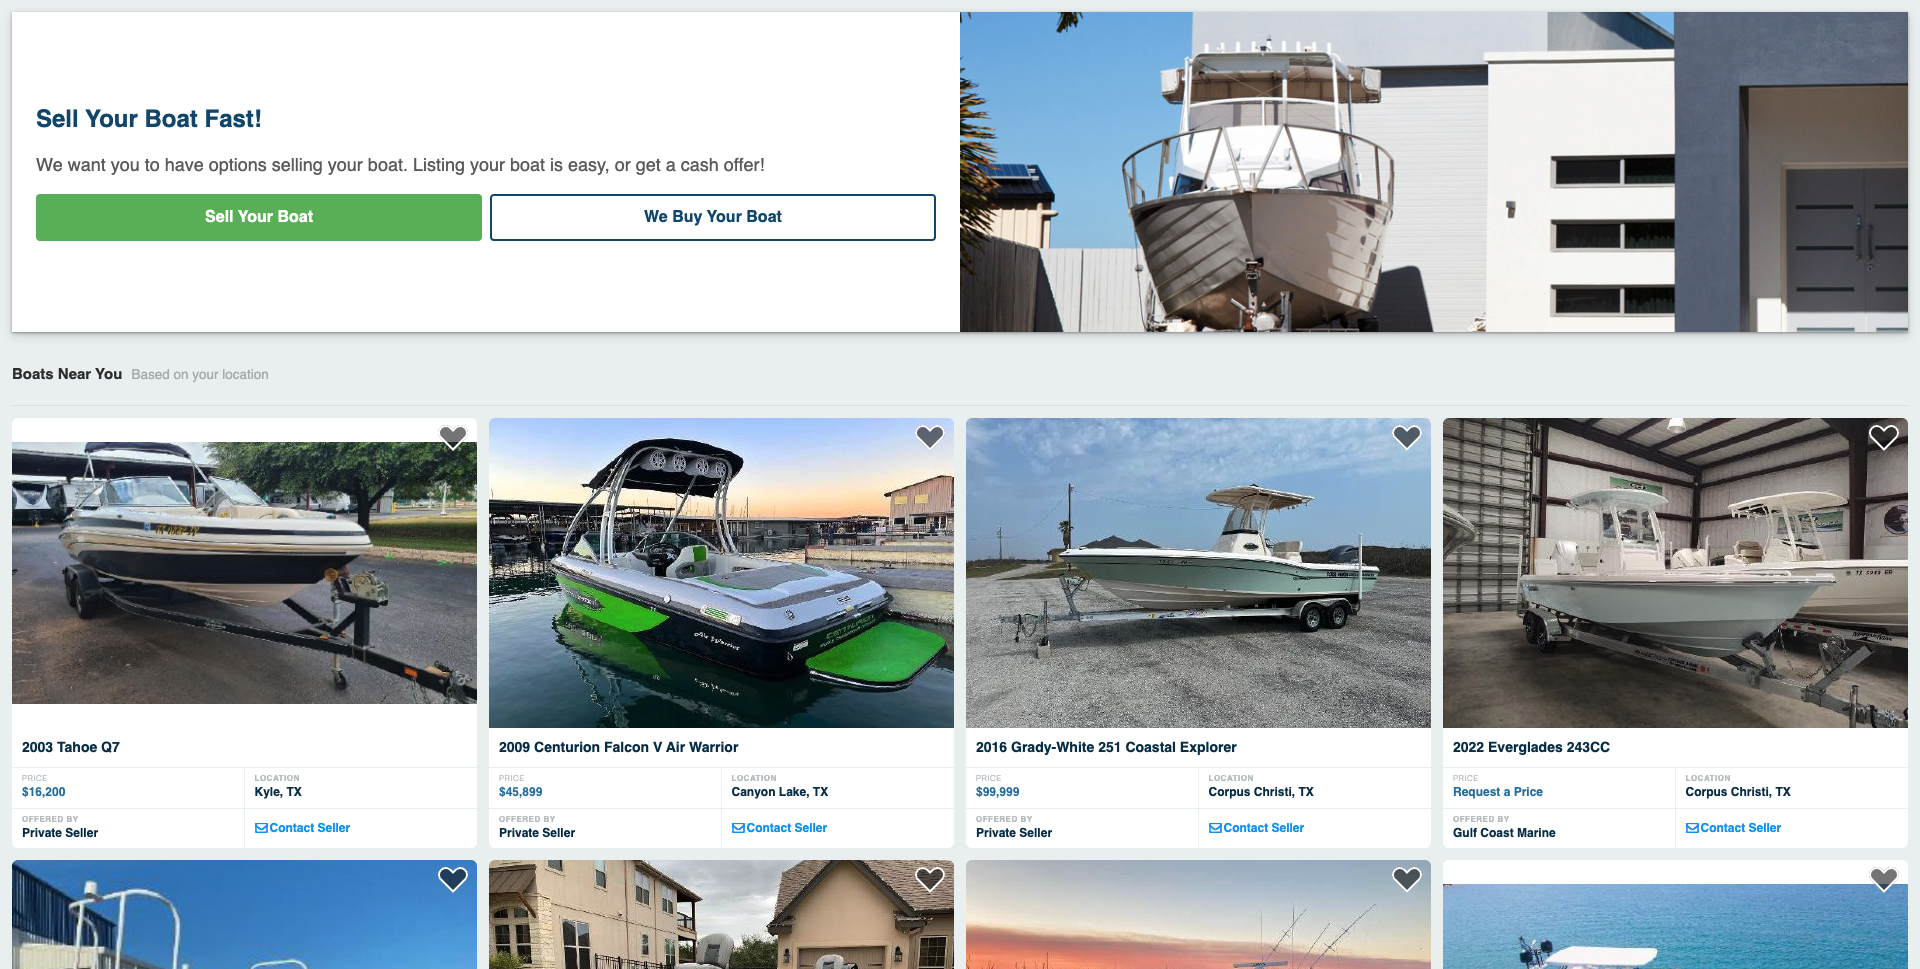 Sell Your Boat Fast!
We want you to have options selling your boat. Listing your boat is easy, or get a cash offer!
Sell Your Boat
We Buy Your Boat
Boats Near You Based on your location
2003 Tahoe Q7
PRICE
$16,200
LOCATION
Kyle, TX
OFFERED BY
Private Seller
Contact Seller
Air Warrior
CENTURION
2009 Centurion Falcon V Air Warrior
PRICE
$45,899
LOCATION
Canyon Lake, TX
OFFERED BY
Private Seller
Contact Seller
2016 Grady-White 251 Coastal Explorer
PRICE
$99,999
LOCATION
Corpus Christi, TX
OFFERED BY
Private Seller
Contact Seller
2022 Everglades 243CC
PRICE
Request a Price
LOCATION
Corpus Christi, TX
OFFERED BY
Gulf Coast Marine
Contact Seller